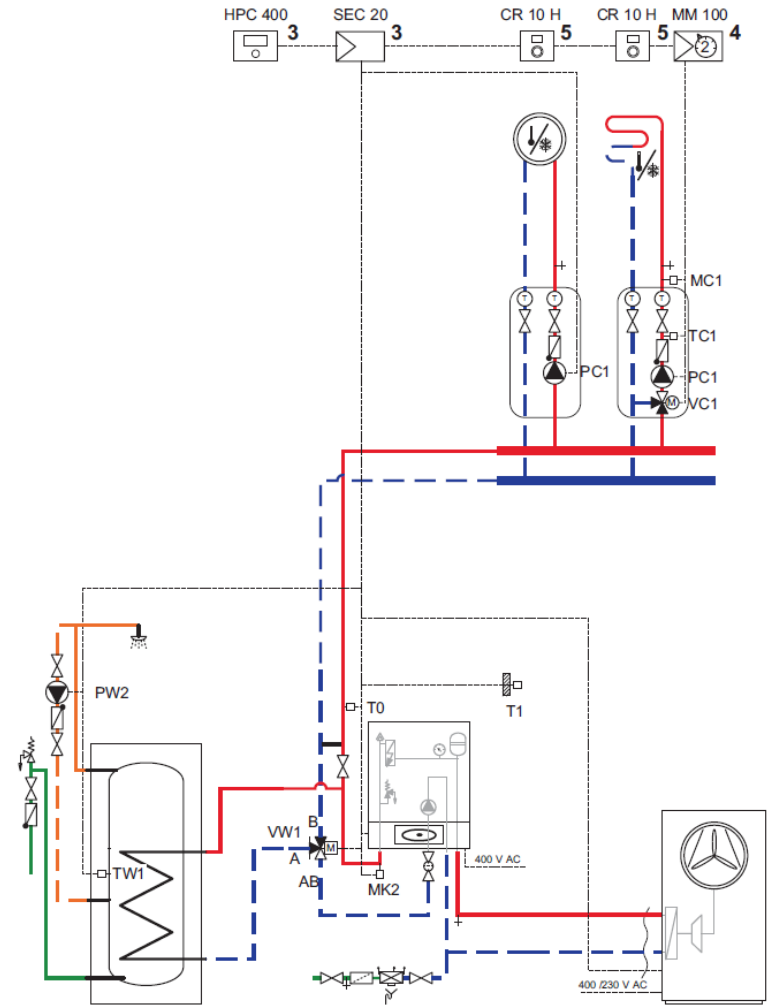 HPC 400 SEC 20 CR 10 H CR 10 H MM 100
3 3 5 5 4
2
MC1
T T T T
TC1
PC1 PC1
M VC1
PW2
T0
T1
B
VW1
M
A
TW1
AB
MK2
400 V AC
400 /230 V AC